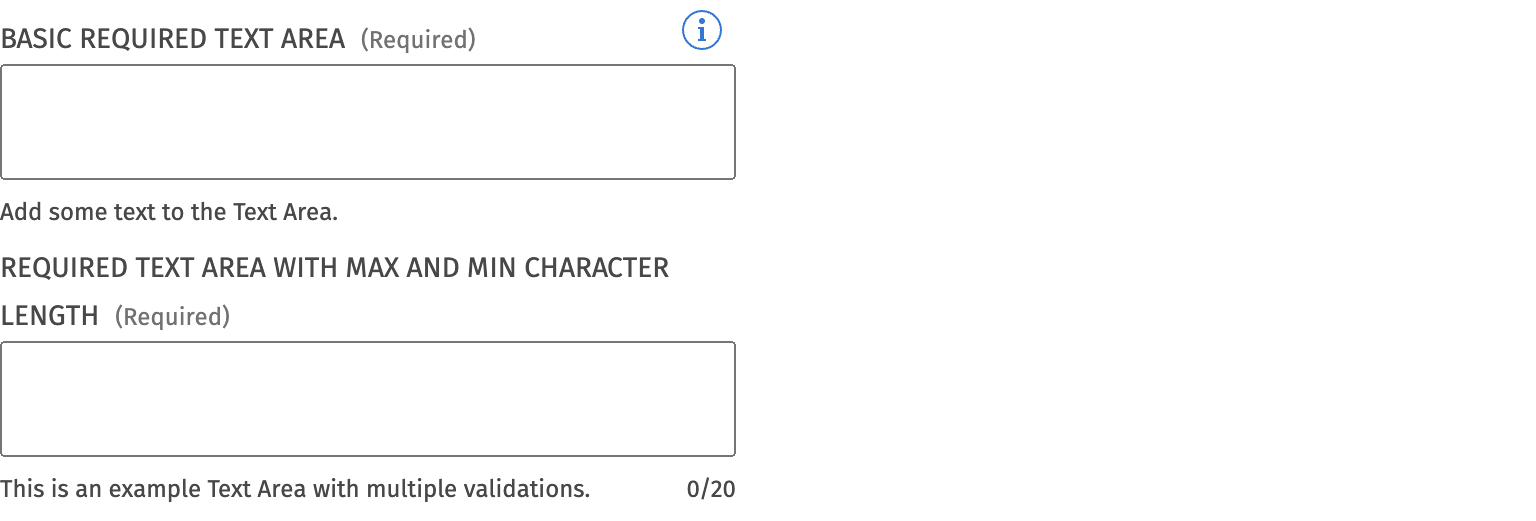 BASIC REQUIRED TEXT AREA (Required)
Add some text to the Text Area.
REQUIRED TEXT AREA WITH MAX AND MIN CHARACTER
LENGTH (Required)
This is an example Text Area with multiple validations. 0/20